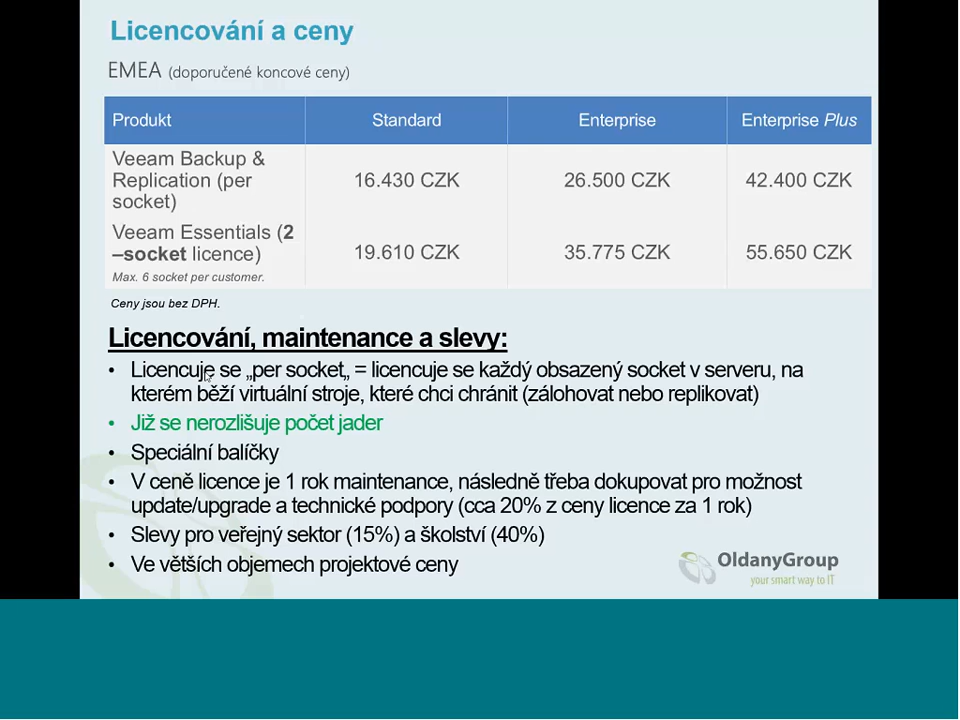 Licencování a ceny
EMEA (doporučené koncové ceny)
Produkt Standard Enterprise Enterprise Plus
Veeam Backup &
Replication (per
socket)
16.430 CZK 26.500 CZK 42.400 CZK
Veeam Essentials (2
–socket licence)
Max. 6 socket per customer.
19.610 CZK 35.775 CZK 55.650 CZK
Ceny jsou bez DPH.
Licencování, maintenance a slevy:
• Licencuje se „per socket„ = licencuje se každý obsazený socket v serveru, na
kterém běží virtuální stroje, které chci chránit (zálohovat nebo replikovat)
• Již se nerozlišuje počet jader
• Speciální balíčky
• V ceně licence je 1 rok maintenance, následně třeba dokupovat pro možnost
update/upgrade a technické podpory (cca 20% z ceny licence za 1 rok)
• Slevy pro veřejný sektor (15%) a školství (40%)
• Ve větších objemech projektové ceny
OldanyGroup
your smart way to IT